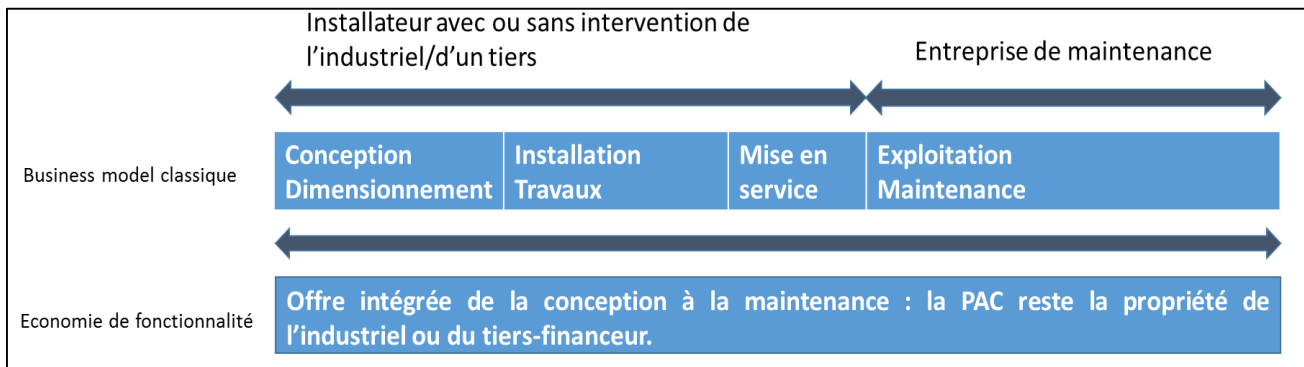 Installateur avec ou sans intervention de
l’industriel/d’un tiers
Entreprise de maintenance
Business model classique
Conception
Dimensionnement
Installation
Travaux
Mise en
service
Exploitation
Maintenance
Economie de fonctionnalité
Offre intégrée de la conception à la maintenance : la PAC reste la propriété de
l’industriel ou du tiers-financeur.